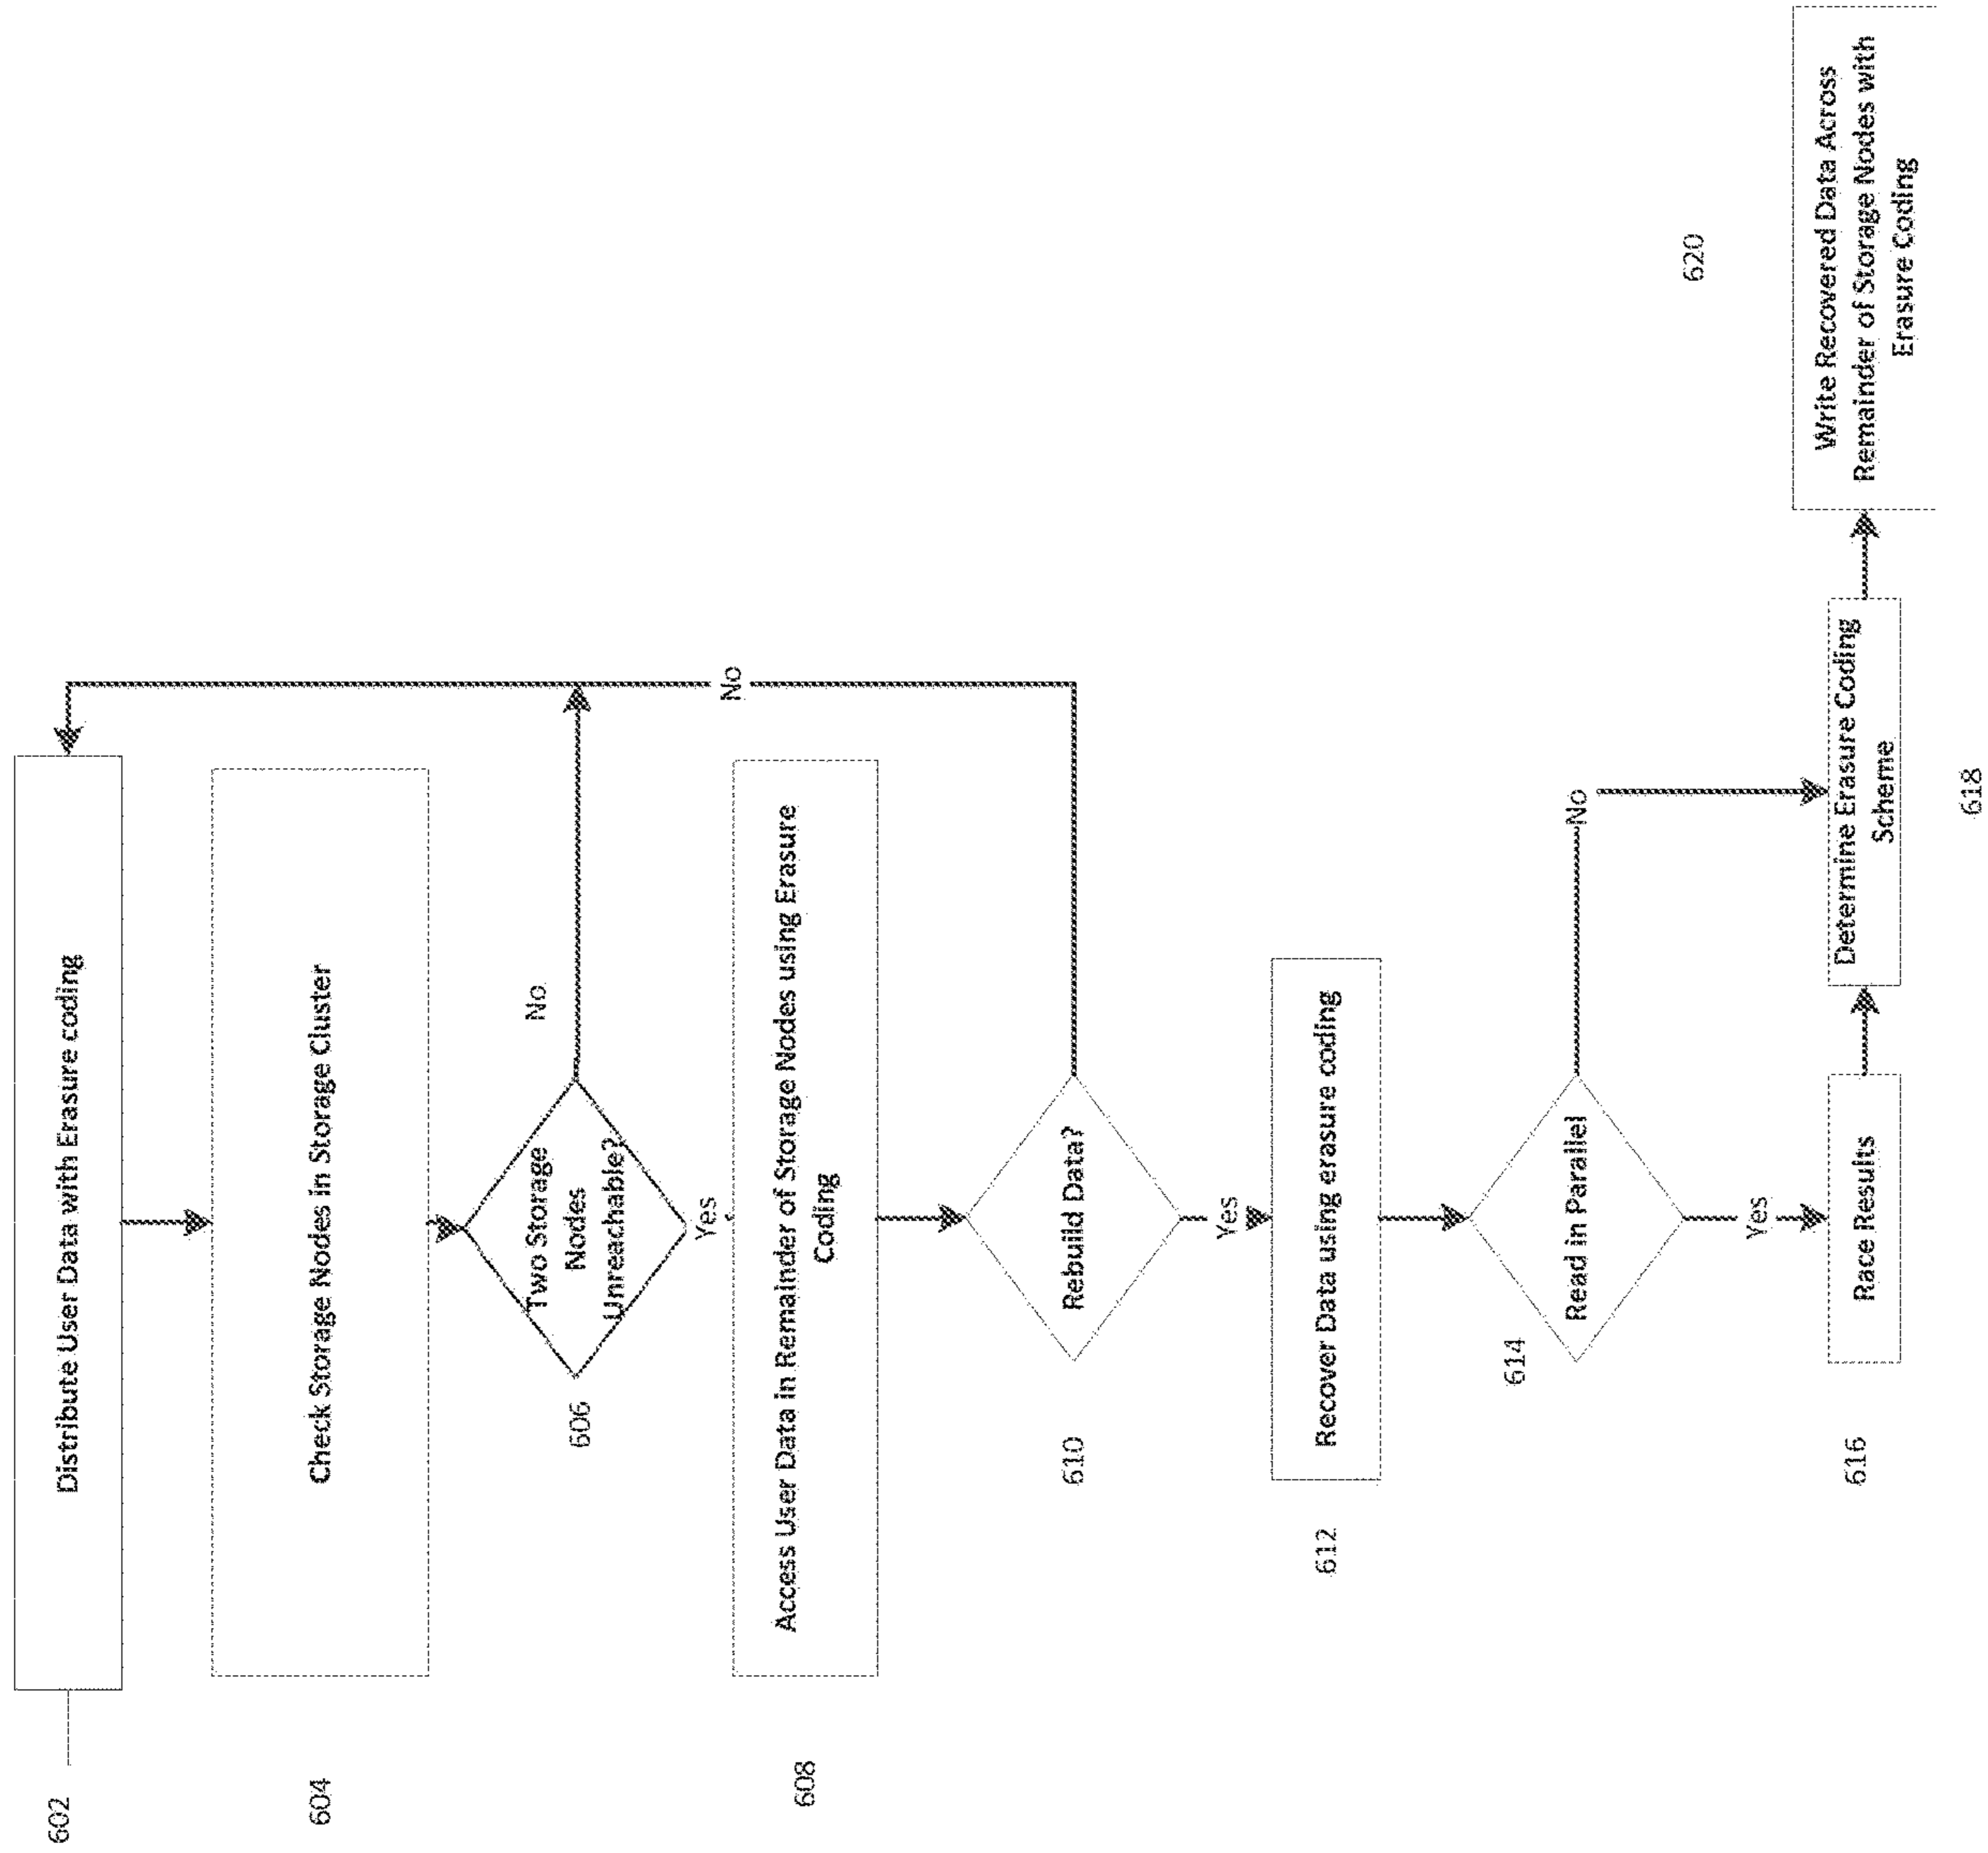 602
Distribute User Data with Erasure coding
604
Check Storage Nodes in Storage Cluster
606
Two Storage
Nodes
Unreachable?
No
Yes
608
Access User Data in Remainder of Storage Nodes using Erasure
Coding
No
610
Rebuild Data?
Yes
612
Recover Data using erasure coding
614
Read in Parallel
No
Yes
616
Race Results
Determine Erasure Coding
Scheme
618
620
Write Recovered Data Across
Remainder of Storage Nodes with
Erasure Coding